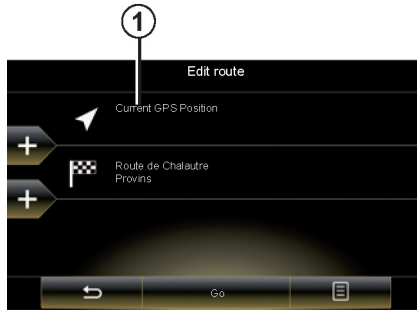 1
Edit route
Current GPS Position
Route de Chalautre
Provins
Go